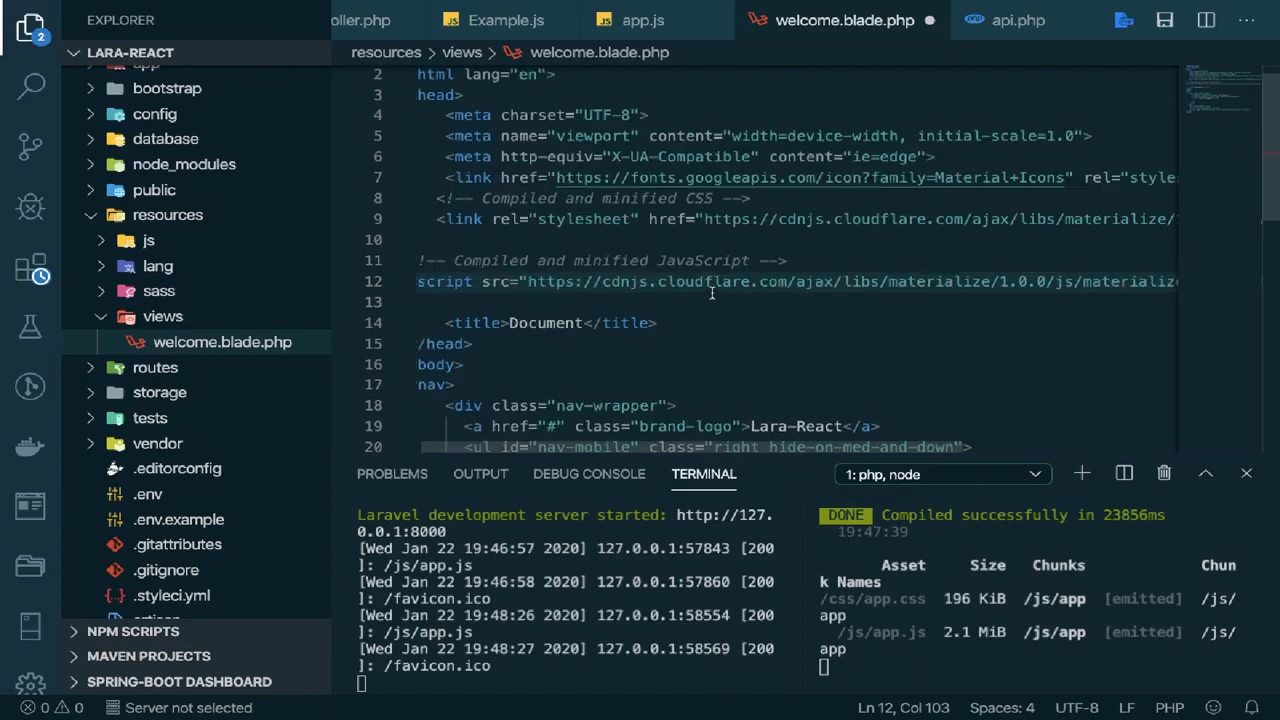 EXPLORER
oller.php
JS Example.js
JS app.js
welcome.blade.php
php api.php
2
LARA-REACT
resources > views > welcome.blade.php
app
bootstrap
config
database
node_modules
public
resources
js
lang
sass
views
welcome.blade.php
routes
storage
tests
vendor
.editorconfig
.env
.env.example
.gitattributes
.gitignore
.styleci.yml
artisan
NPM SCRIPTS
MAVEN PROJECTS
SPRING-BOOT DASHBOARD
2 html lang="en">
3 head>
4 <meta charset="UTF-8">
5 <meta name="viewport" content="width=device-width, initial-scale=1.0">
6 <meta http-equiv="X-UA-Compatible" content="ie=edge">
7 <link href="https://fonts.googleapis.com/icon?family=Material+Icons" rel="styles
8 <!-- Compiled and minified CSS -->
9 <link rel="stylesheet" href="https://cdnjs.cloudflare.com/ajax/libs/materialize/1
10
11 !-- Compiled and minified JavaScript -->
12 script src="https://cdnjs.cloudflare.com/ajax/libs/materialize/1.0.0/js/materialize
13
14 <title>Document</title>
15 /head>
16 body>
17 nav>
18 <div class="nav-wrapper">
19 <a href="#" class="brand-logo">Lara-React</a>
20 <ul id="nav-mobile" class="right hide-on-med-and-down">
PROBLEMS OUTPUT DEBUG CONSOLE TERMINAL 1: php, node
Laravel development server started: http://127.
0.0.1:8000
[Wed Jan 22 19:46:57 2020] 127.0.0.1:57843 [200
]: /js/app.js
[Wed Jan 22 19:46:58 2020] 127.0.0.1:57860 [200
]: /favicon.ico
[Wed Jan 22 19:48:26 2020] 127.0.0.1:58554 [200
]: /js/app.js
[Wed Jan 22 19:48:27 2020] 127.0.0.1:58569 [200
]: /favicon.ico
DONE Compiled successfully in 23856ms
19:47:39
Asset Size Chunks Chun
k Names
/css/app.css 196 KiB /js/app [emitted] /js/
app
/js/app.js 2.1 MiB /js/app [emitted] /js/
app
0 0 Server not selected
Ln 12, Col 103 Spaces: 4 UTF-8 LF PHP